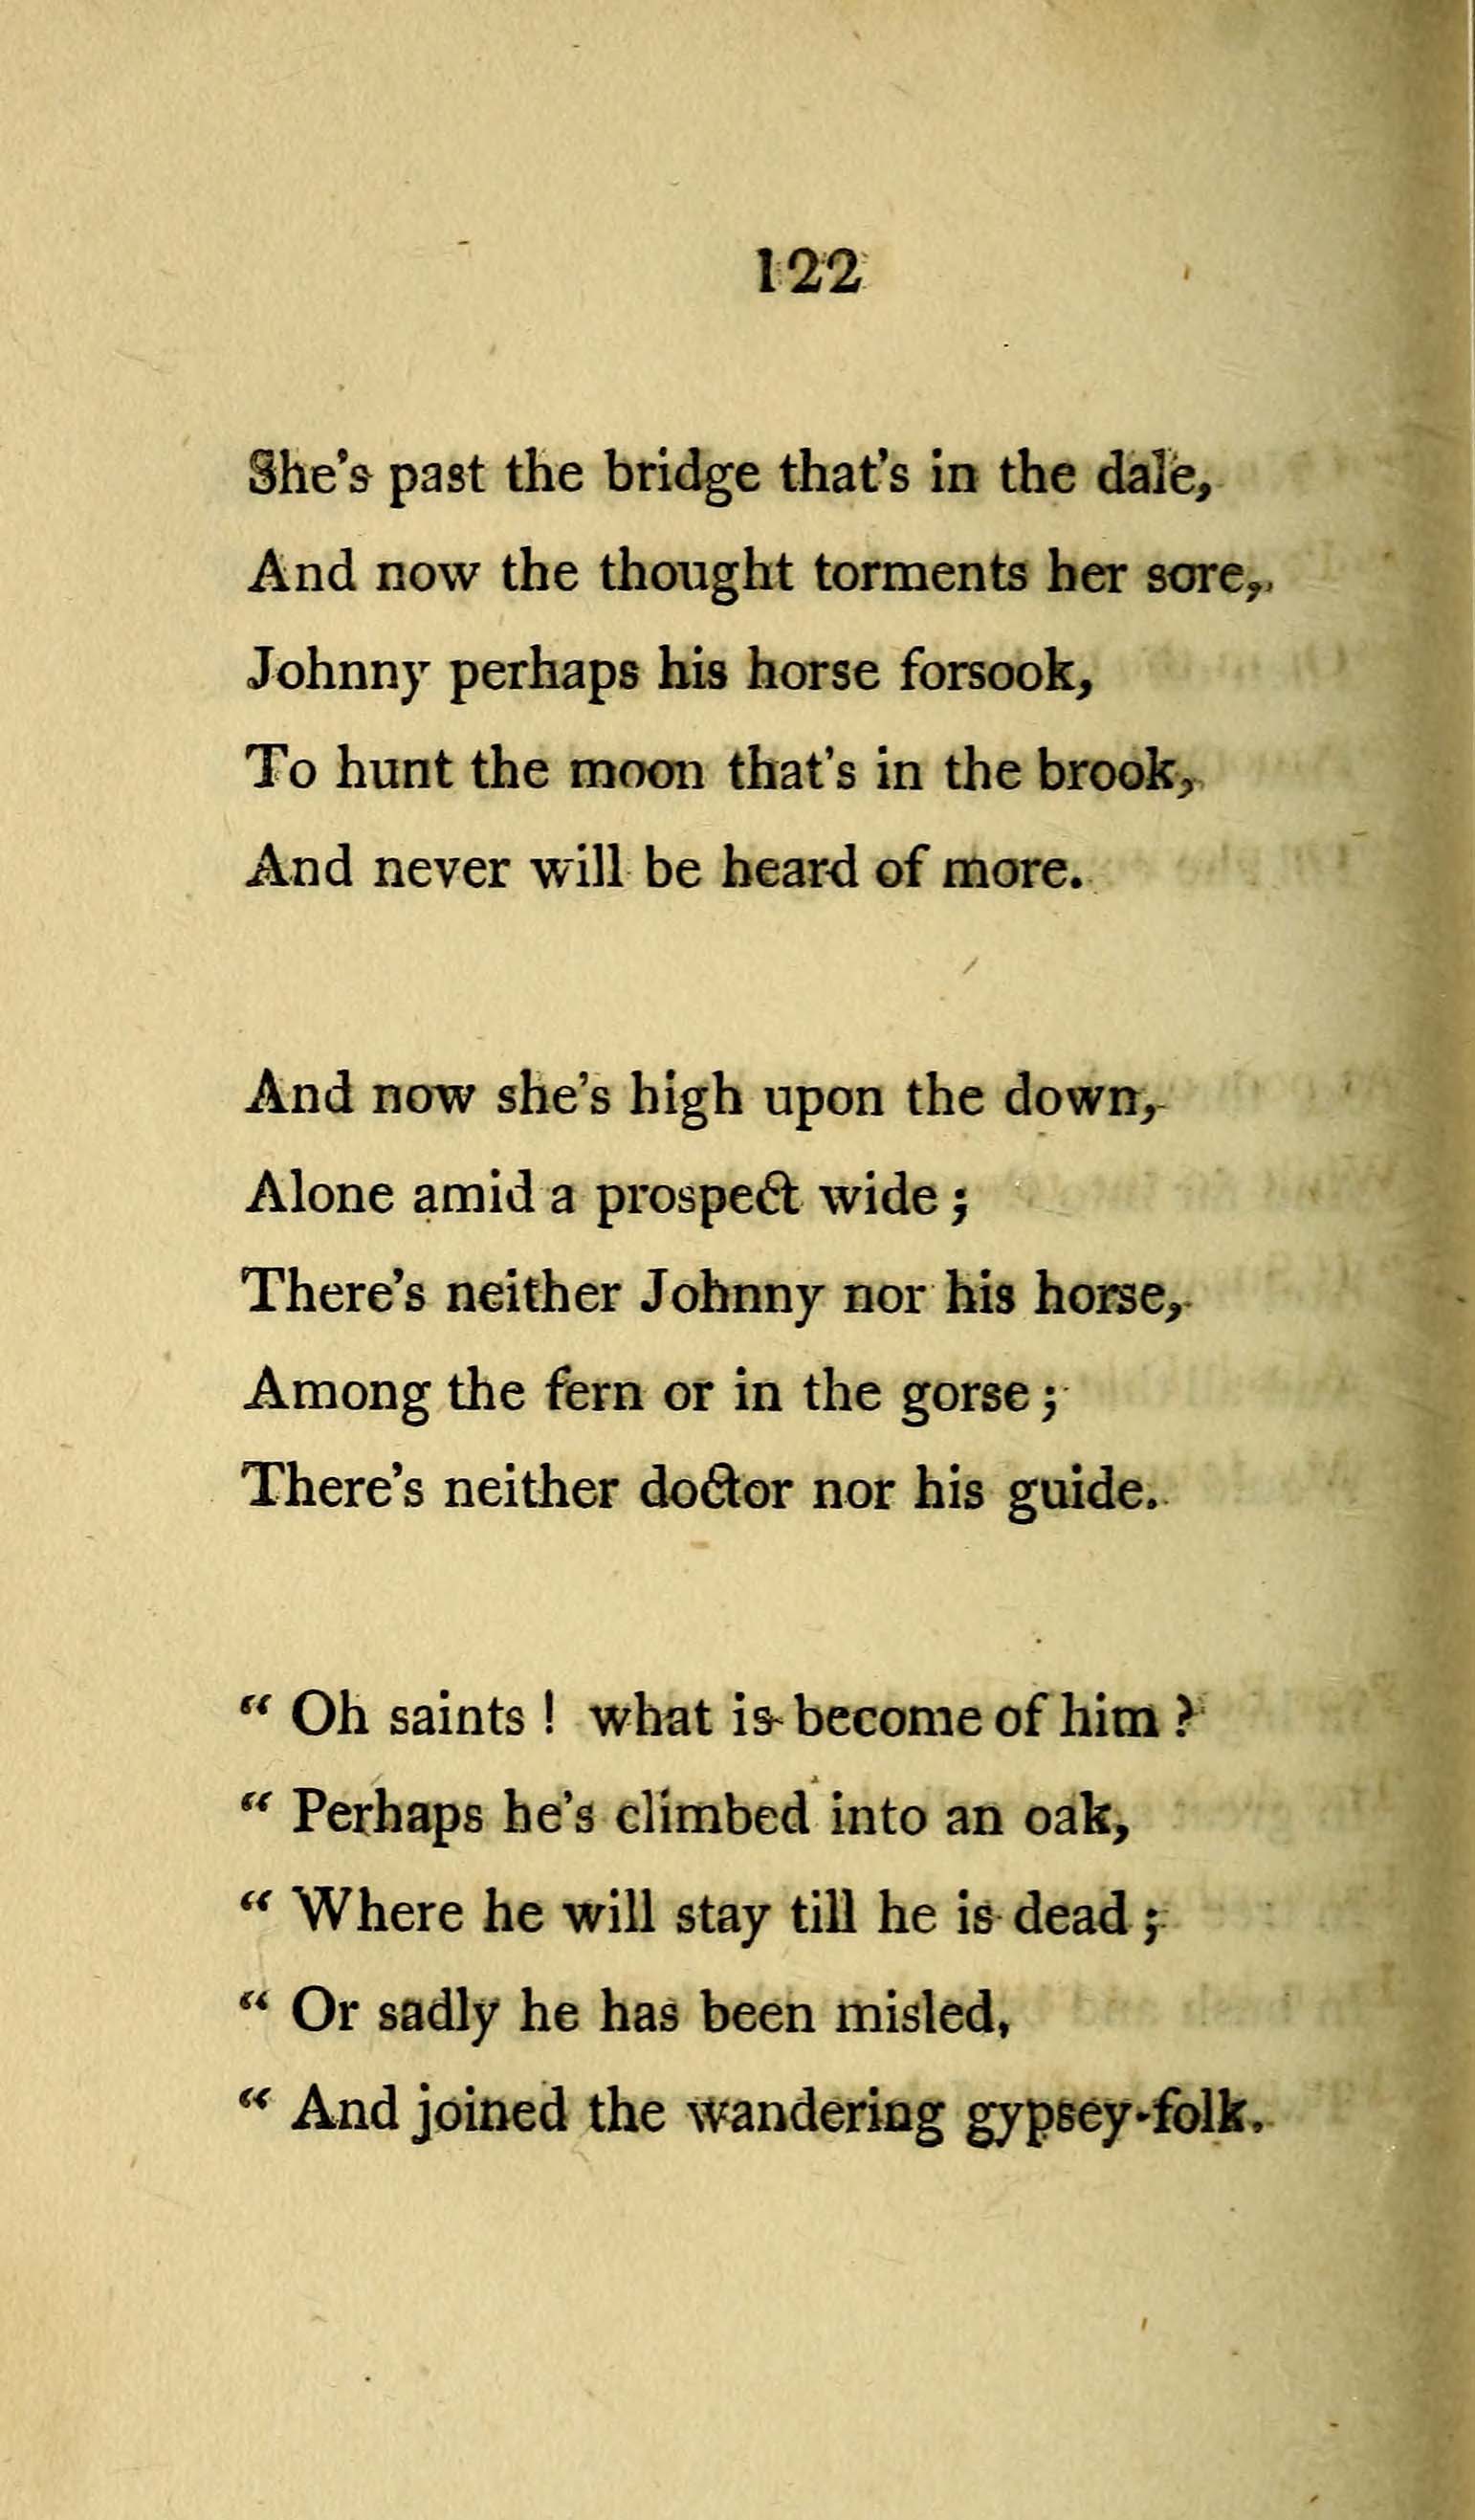 122
She's past the bridge that's in the dale,
And now the thought torments her sore,
Johnny perhaps his horse forsook,
To hunt the moon that's in the brook,
And never will be heard of more.
And now she's high upon the down,
Alone amid a prospect wide;
There's neither Johnny nor his horse,
Among the fern or in the gorse;
There's neither doctor nor his guide.
“ Oh saints! what is become of him?
“ Perhaps he's climbed into an oak,
“ Where he will stay till he is dead;
“ Or sadly he has been misled,
“ And joined the wandering gypsey-folk.